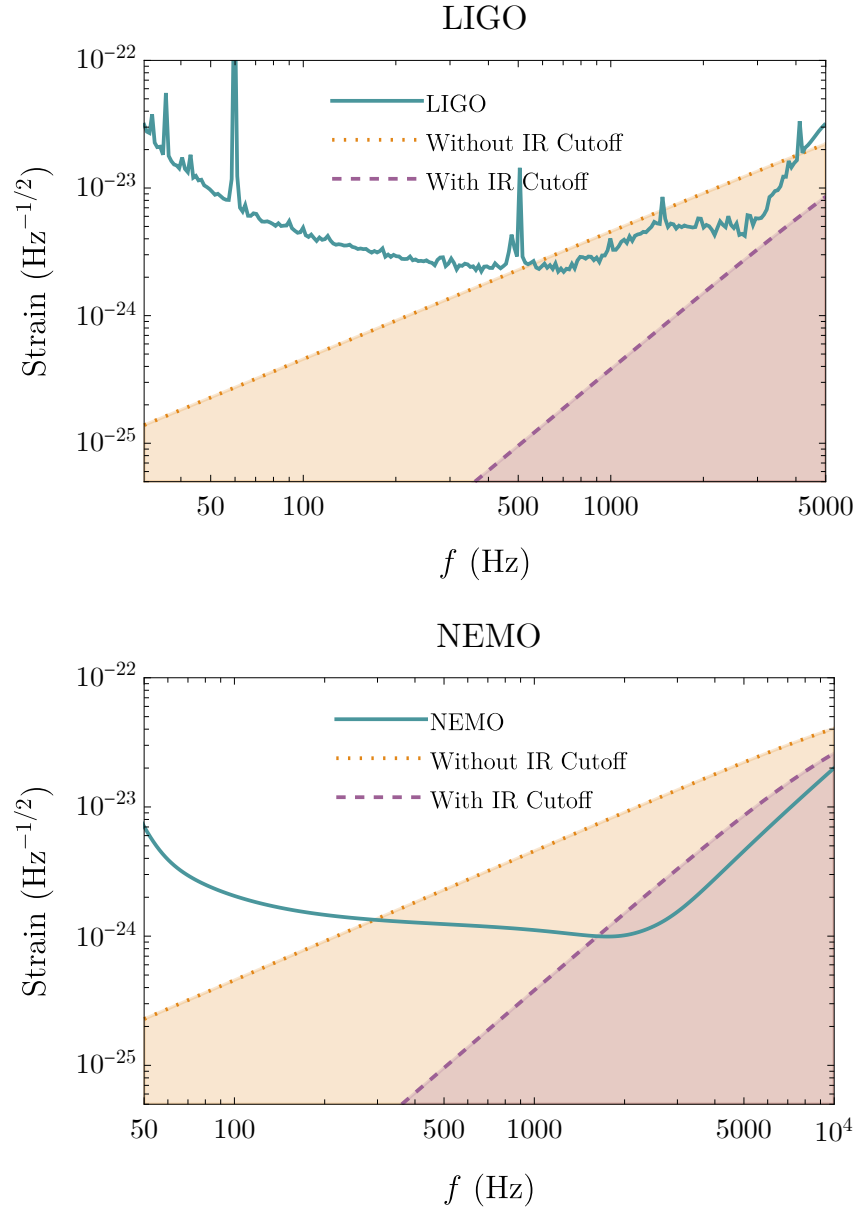 LIGO
10⁻²²
10⁻²³
10⁻²⁴
10⁻²⁵
Strain (Hz⁻¹/²)
LIGO
Without IR Cutoff
With IR Cutoff
50 100 500 1000 5000
f (Hz)
NEMO
10⁻²²
10⁻²³
10⁻²⁴
10⁻²⁵
Strain (Hz⁻¹/²)
NEMO
Without IR Cutoff
With IR Cutoff
50 100 500 1000 5000 10⁴
f (Hz)